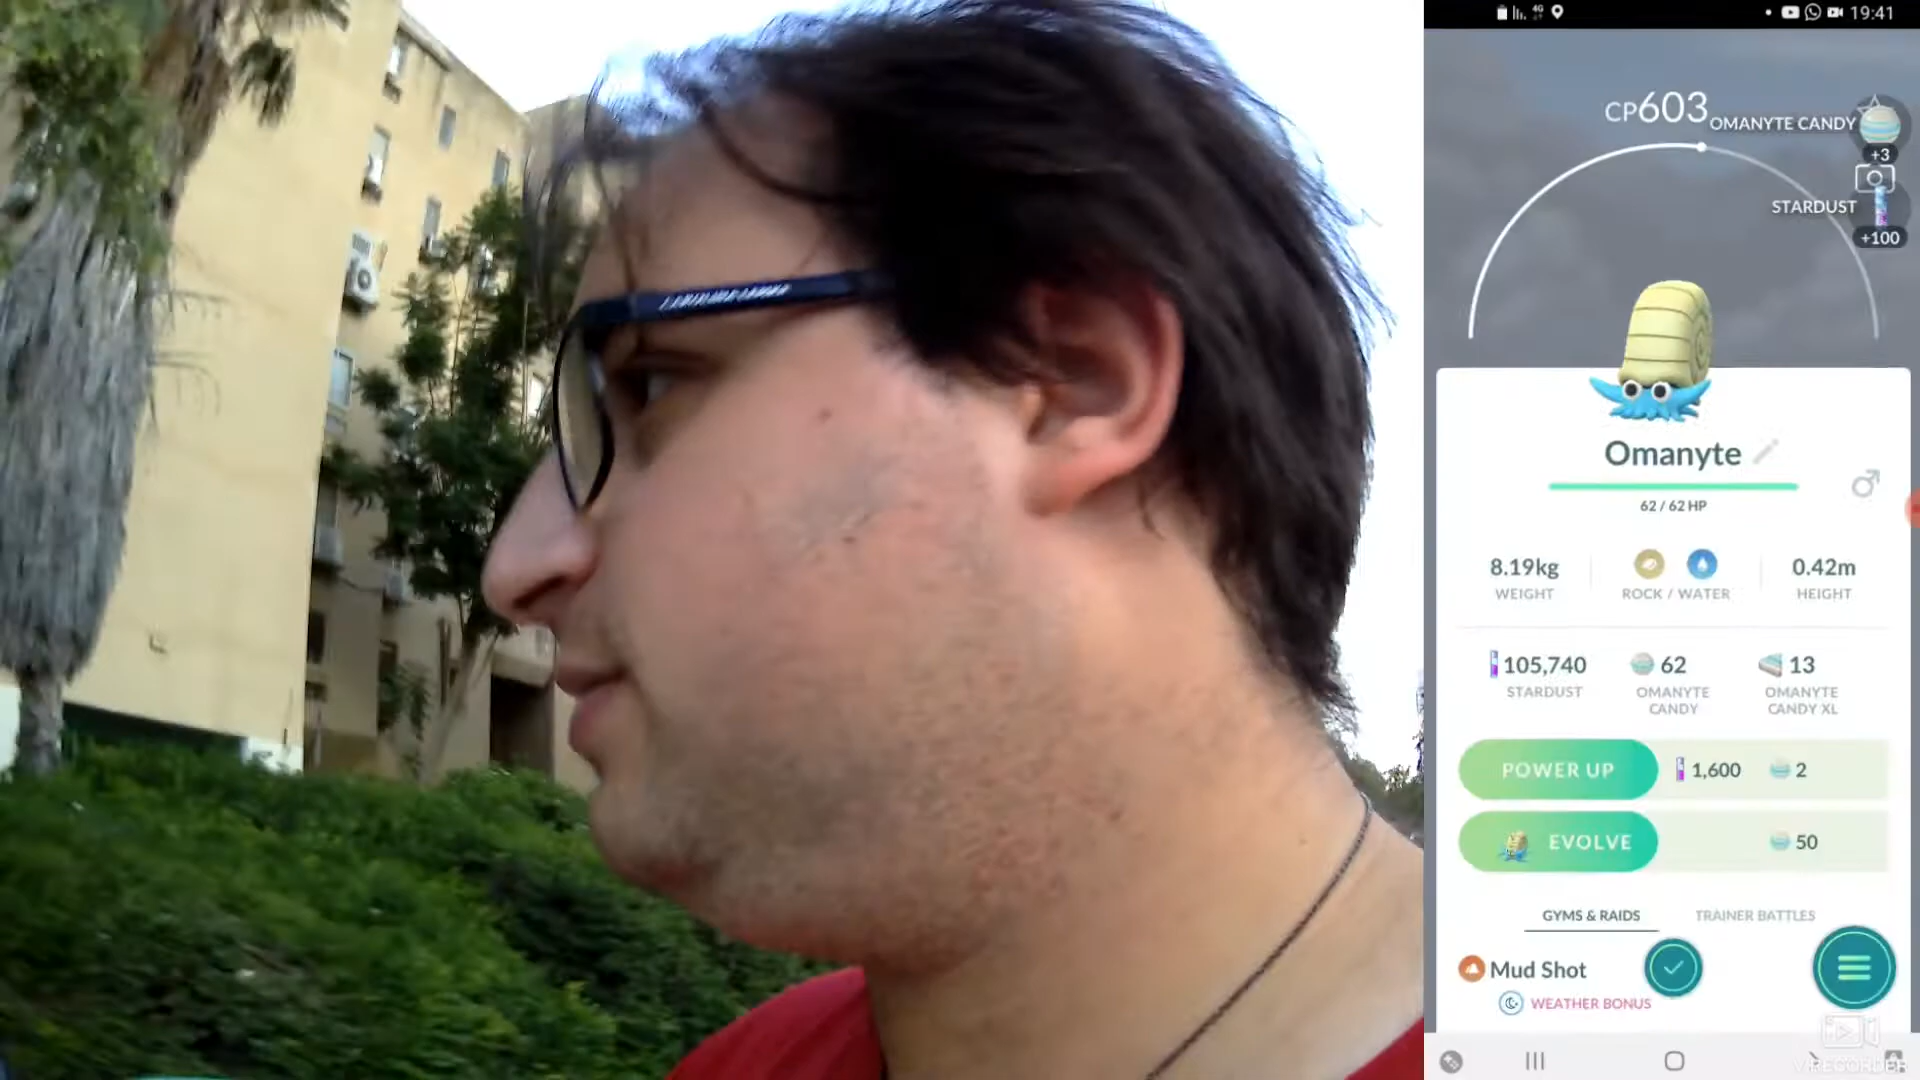 4G
19:41
CP603
OMANYTE CANDY
+3
STARDUST
+100
Omanyte
62 / 62 HP
8.19kg
WEIGHT
ROCK / WATER
0.42m
HEIGHT
105,740
STARDUST
62
OMANYTE
CANDY
13
OMANYTE
CANDY XL
POWER UP
1,600
2
EVOLVE
50
GYMS & RAIDS
TRAINER BATTLES
Mud Shot
WEATHER BONUS